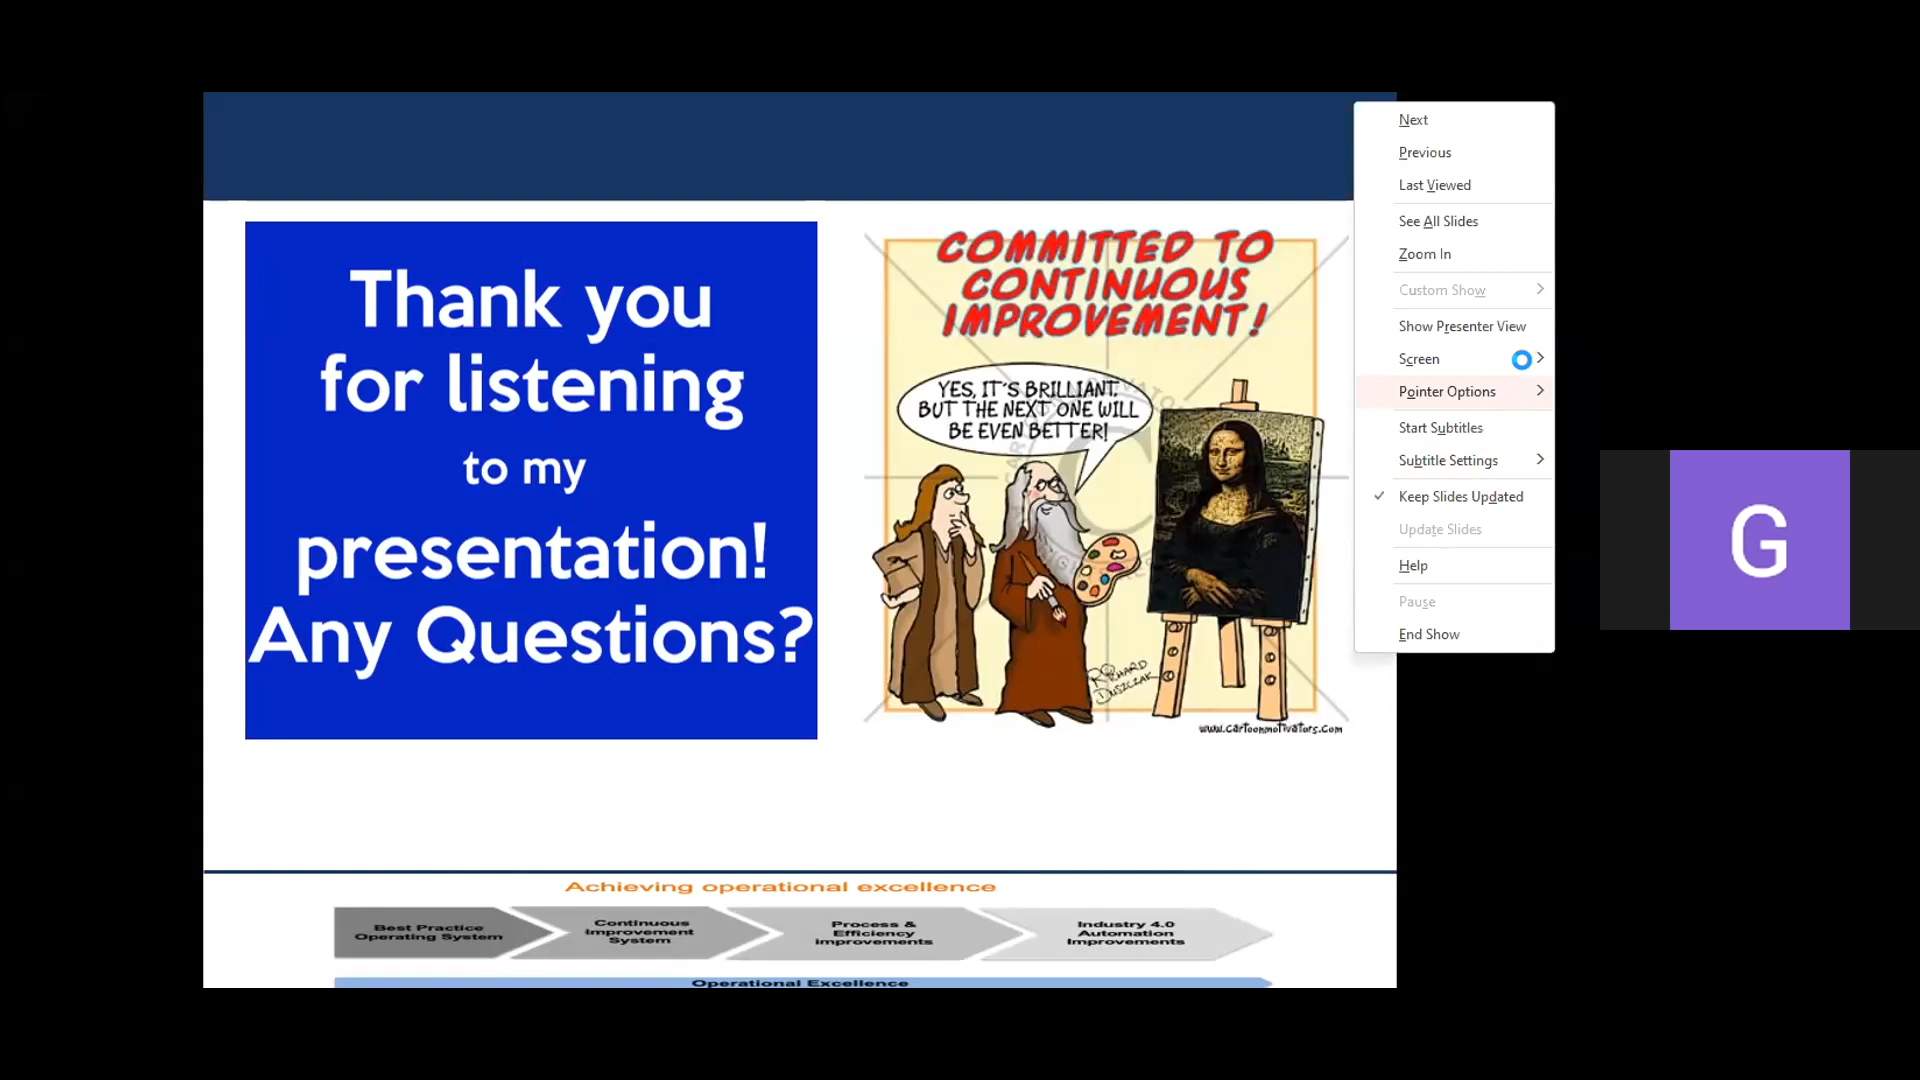 Thank you
for listening
to my
presentation!
Any Questions?
COMMITTED TO
CONTINUOUS
IMPROVEMENT!
YES, IT'S BRILLIANT.
BUT THE NEXT ONE WILL
BE EVEN BETTER!
RICHARD
DUSZCZAK
www.cartoonmotivators.com
Next
Previous
Last Viewed
See All Slides
Zoom In
Custom Show
Show Presenter View
Screen
Pointer Options
Start Subtitles
Subtitle Settings
Keep Slides Updated
Update Slides
Help
Pause
End Show
G
Achieving operational excellence
Best Practice
Operating System
Continuous
Improvement
System
Process &
Efficiency
improvements
Industry 4.0
Automation
Improvements
Operational Excellence